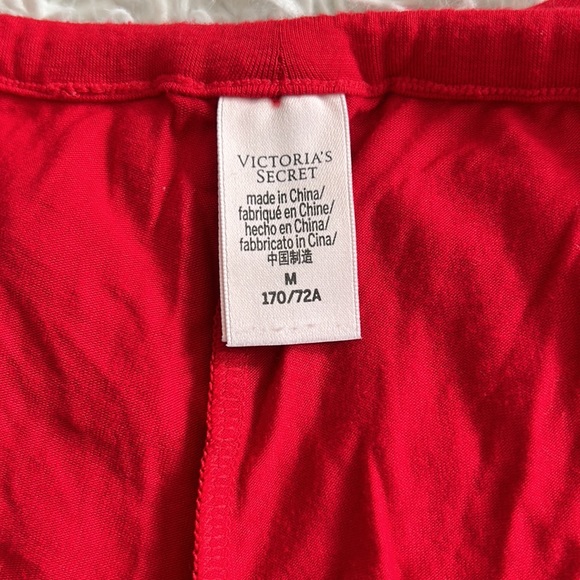 VICTORIA'S
SECRET
made in China/
fabriqué en Chine/
hecho en China/
fabbricato in Cina/
中国制造
M
170/72A